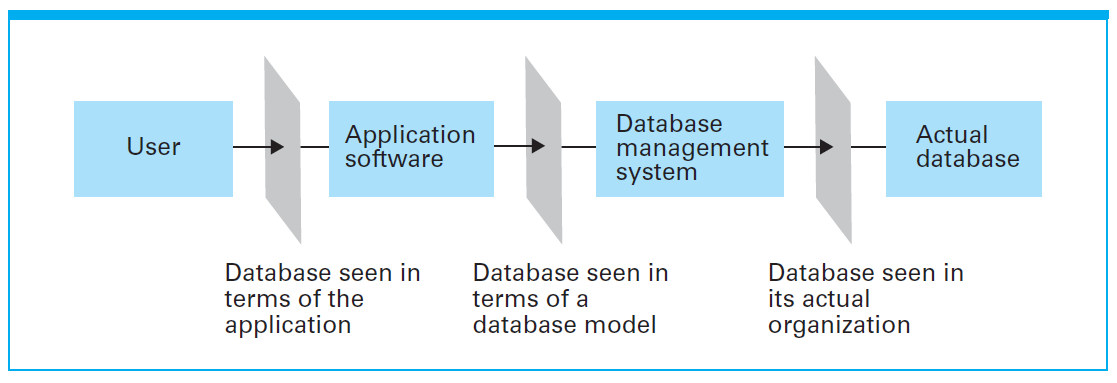 User
Application
software
Database
management
system
Actual
database
Database seen in
terms of the
application
Database seen in
terms of a
database model
Database seen in
its actual
organization